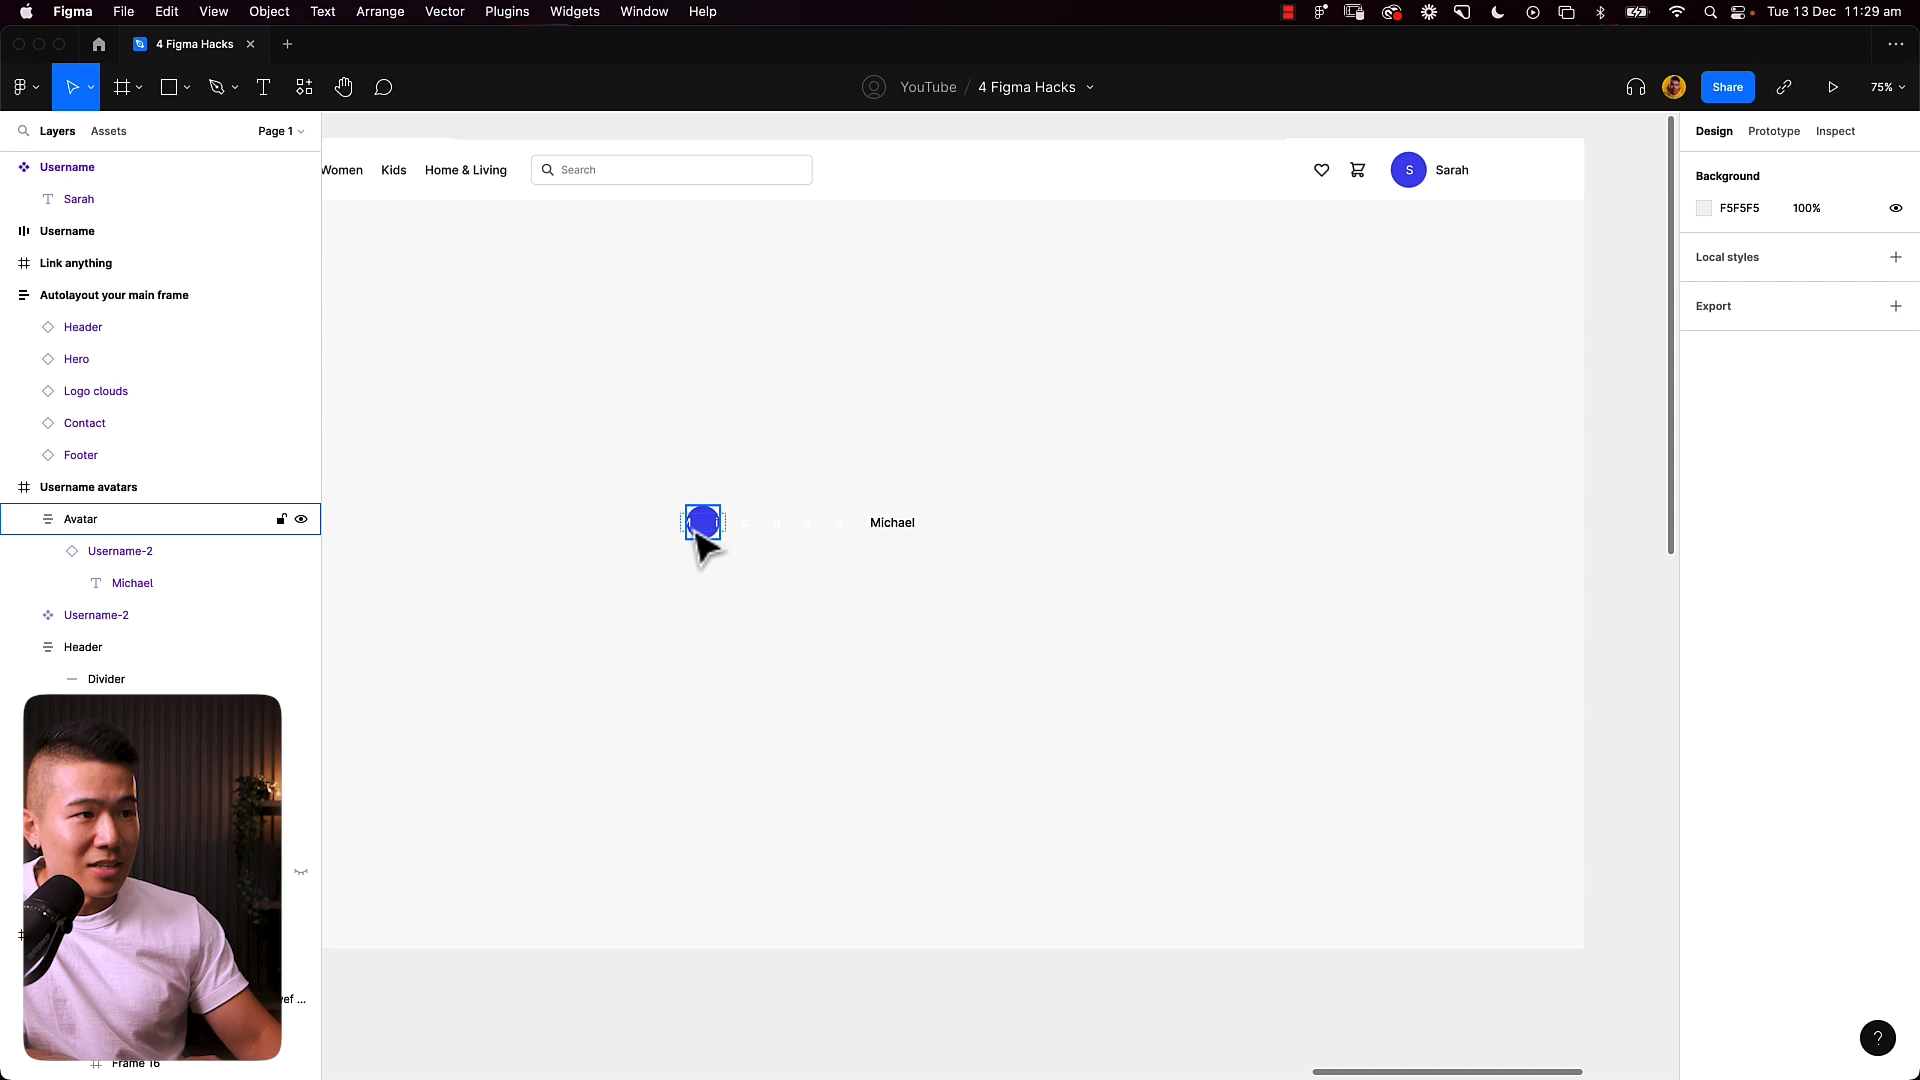 Figma File Edit View Object Text Arrange Vector Plugins Widgets Window Help Tue 13 Dec 11:29 am
4 Figma Hacks
YouTube / 4 Figma Hacks Share 75%
Layers Assets Page 1
Username
Sarah
Username
Link anything
Autolayout your main frame
Header
Hero
Logo clouds
Contact
Footer
Username avatars
Avatar
Username-2
Michael
Username-2
Header
Divider
Frame 16
Women Kids Home & Living Search S Sarah
i c h a e Michael
Design Prototype Inspect
Background
F5F5F5 100%
Local styles
Export
?